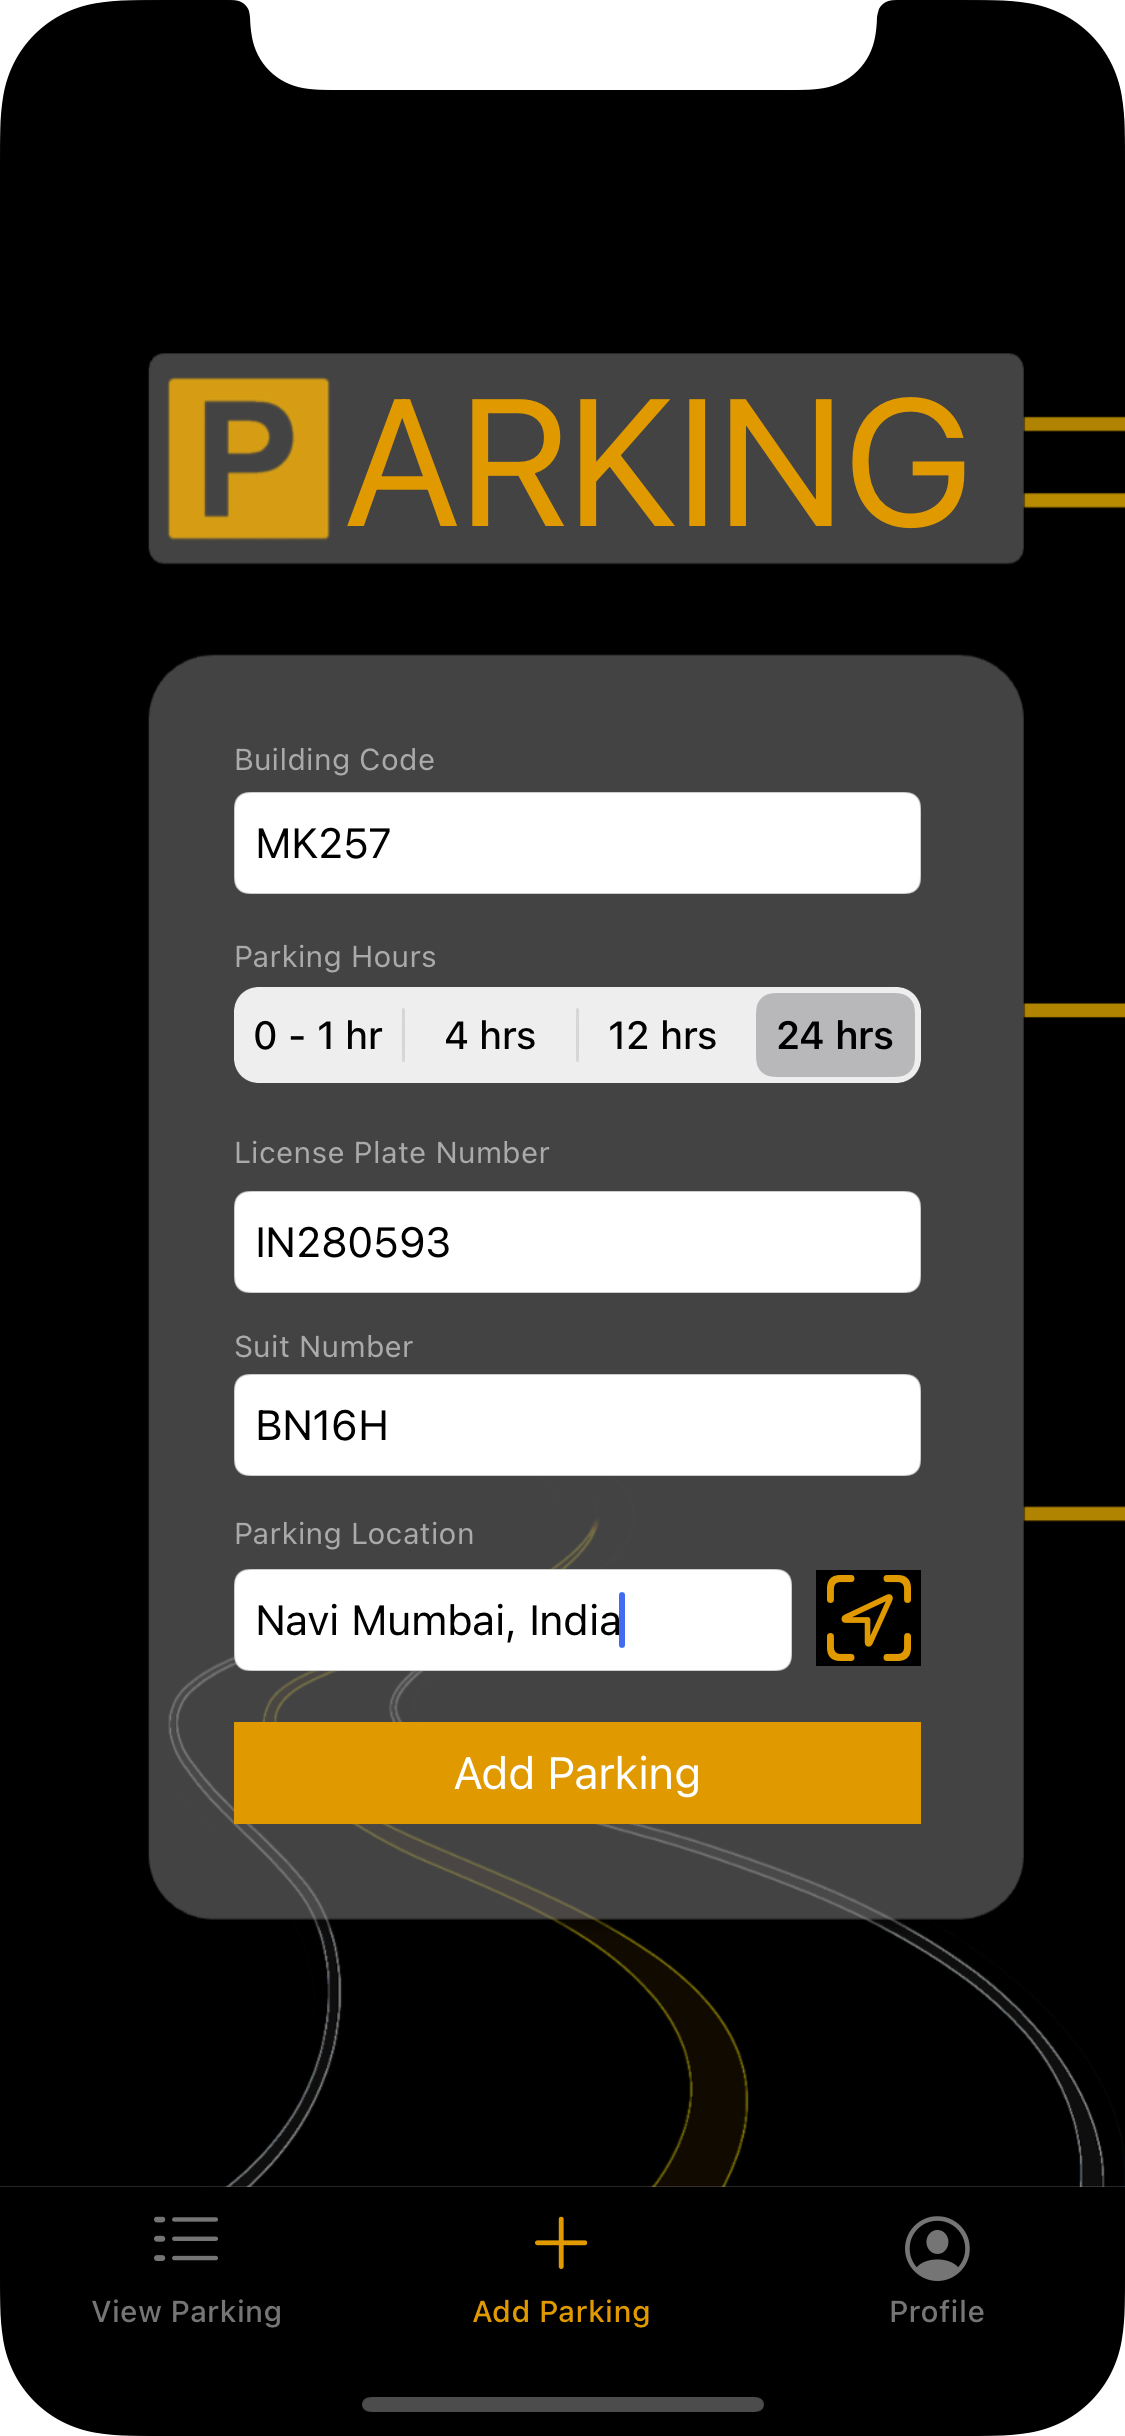 PARKING
Building Code
MK257
Parking Hours
0 - 1 hr 4 hrs 12 hrs 24 hrs
License Plate Number
IN280593
Suit Number
BN16H
Parking Location
Navi Mumbai, India
Add Parking
View Parking Add Parking Profile